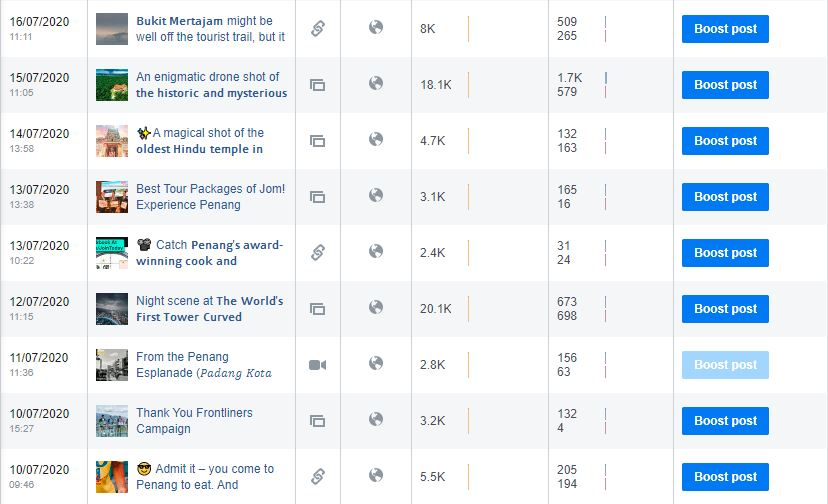 16/07/2020
11:11
Bukit Mertajam might be
well off the tourist trail, but it
8K
509
265
Boost post
15/07/2020
11:05
An enigmatic drone shot of
the historic and mysterious
18.1K
1.7K
579
Boost post
14/07/2020
13:58
✨A magical shot of the
oldest Hindu temple in
4.7K
132
163
Boost post
13/07/2020
13:38
Best Tour Packages of Jom!
Experience Penang
3.1K
165
16
Boost post
13/07/2020
10:22
🎥 Catch Penang's award-
winning cook and
2.4K
31
24
Boost post
12/07/2020
11:15
Night scene at The World's
First Tower Curved
20.1K
673
698
Boost post
11/07/2020
11:36
From the Penang
Esplanade (Padang Kota
2.8K
156
63
Boost post
10/07/2020
15:27
Thank You Frontliners
Campaign
3.2K
132
4
Boost post
10/07/2020
09:46
😎 Admit it – you come to
Penang to eat. And
5.5K
205
194
Boost post